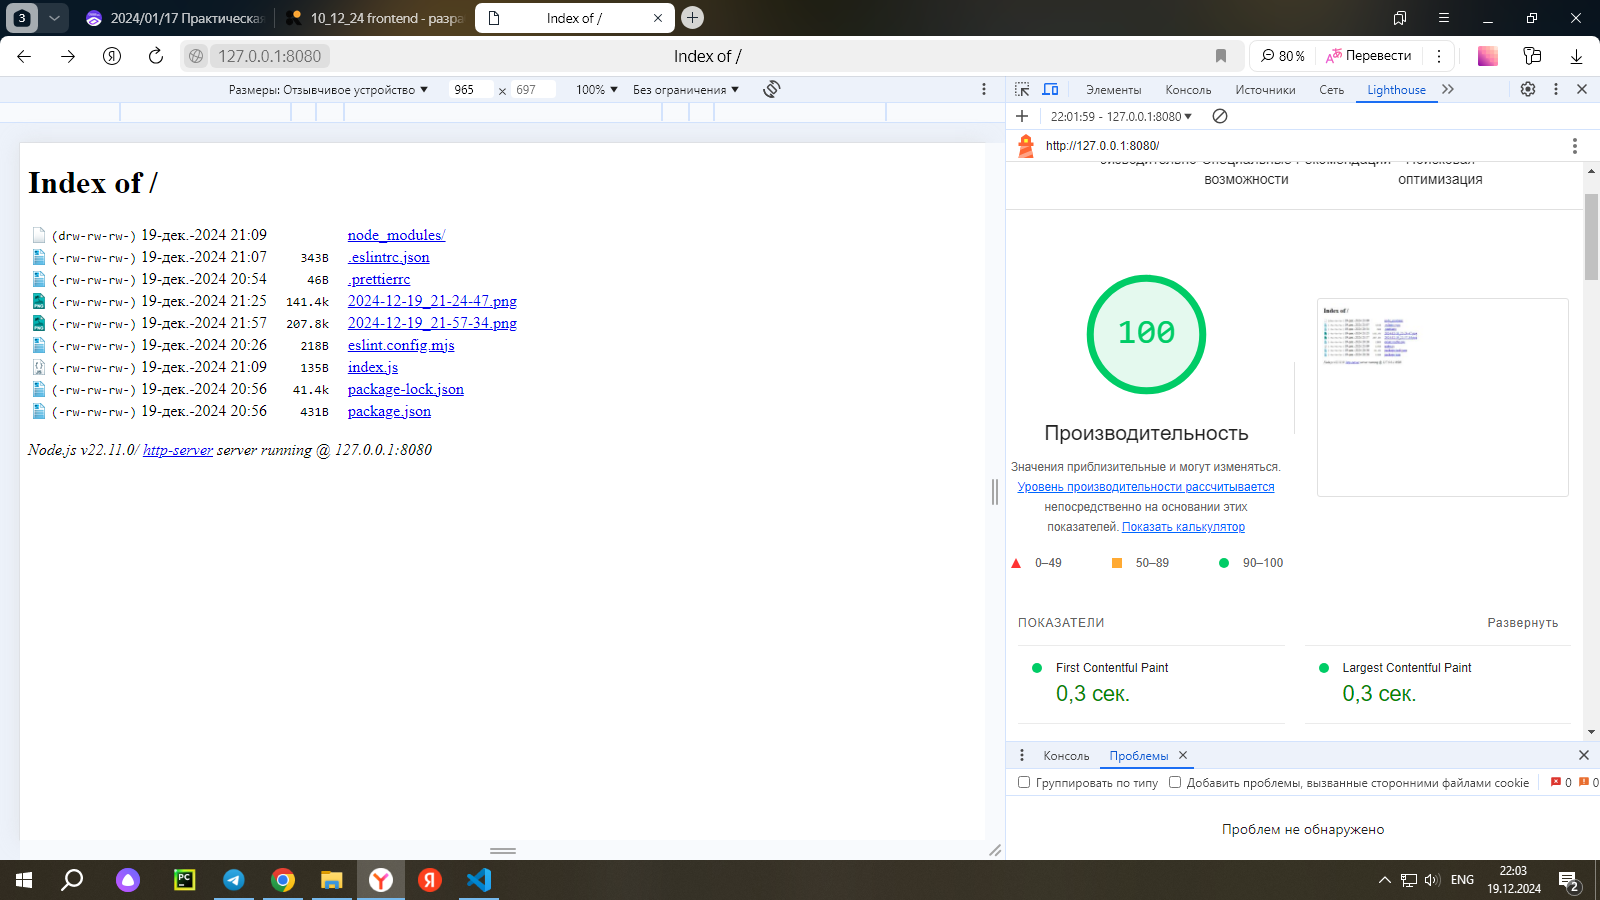 3
2024/01/17 Практическая
10_12_24 frontend - разра
Index of /
127.0.0.1:8080
Index of /
80 %
Перевести
Размеры: Отзывчивое устройство
965 × 697
100%
Без ограничения
Элементы
Консоль
Источники
Сеть
Lighthouse
22:01:59 - 127.0.0.1:8080
http://127.0.0.1:8080/
Специальные
Рекомендации
возможности
оптимизация
Index of /
(drw-rw-rw-) 19-дек.-2024 21:09 node_modules/
(-rw-rw-rw-) 19-дек.-2024 21:07 343B .eslintrc.json
(-rw-rw-rw-) 19-дек.-2024 20:54 46B .prettierrc
(-rw-rw-rw-) 19-дек.-2024 21:25 141.4k 2024-12-19_21-24-47.png
(-rw-rw-rw-) 19-дек.-2024 21:57 207.8k 2024-12-19_21-57-34.png
(-rw-rw-rw-) 19-дек.-2024 20:26 218B eslint.config.mjs
(-rw-rw-rw-) 19-дек.-2024 21:09 135B index.js
(-rw-rw-rw-) 19-дек.-2024 20:56 41.4k package-lock.json
(-rw-rw-rw-) 19-дек.-2024 20:56 431B package.json
Node.js v22.11.0/ http-server server running @ 127.0.0.1:8080
100
Index of /
Производительность
Значения приблизительные и могут изменяться.
Уровень производительности рассчитывается
непосредственно на основании этих
показателей. Показать калькулятор
0–49
50–89
90–100
ПОКАЗАТЕЛИ
Развернуть
First Contentful Paint
0,3 сек.
Largest Contentful Paint
0,3 сек.
Консоль
Проблемы
Группировать по типу
Добавить проблемы, вызванные сторонними файлами cookie
0
0
Проблем не обнаружено
ENG
22:03
19.12.2024
2